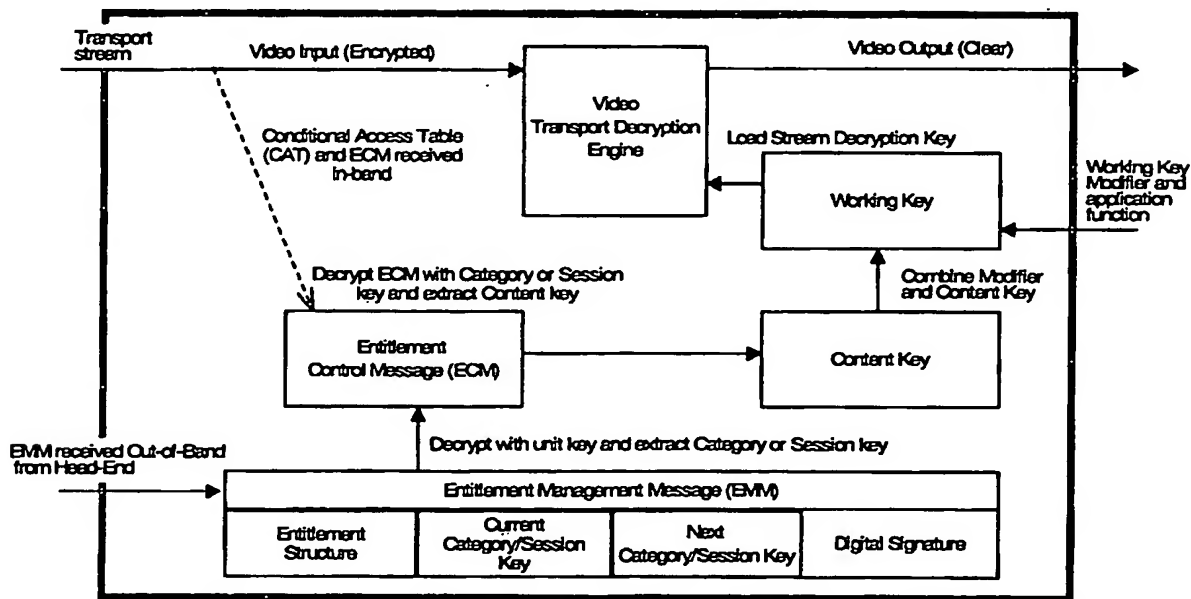 Transport
stream
Video Input (Encrypted)
Video Output (Clear)
Video
Transport Decryption
Engine
Conditional Access Table
(CAT) and ECM received
In-band
Load Stream Decryption Key
Working Key
Working Key
Modifier and
application
function
Decrypt ECM with Category or Session
key and extract Content key
Combine Modifier
and Content Key
Entitlement
Control Message (ECM)
Content Key
EMM received Out-of-Band
from Head-End
Decrypt with unit key and extract Category or Session key
Entitlement Management Message (EMM)
Entitlement
Structure
Current
Category/Session
Key
Next
Category/Session Key
Digital Signature